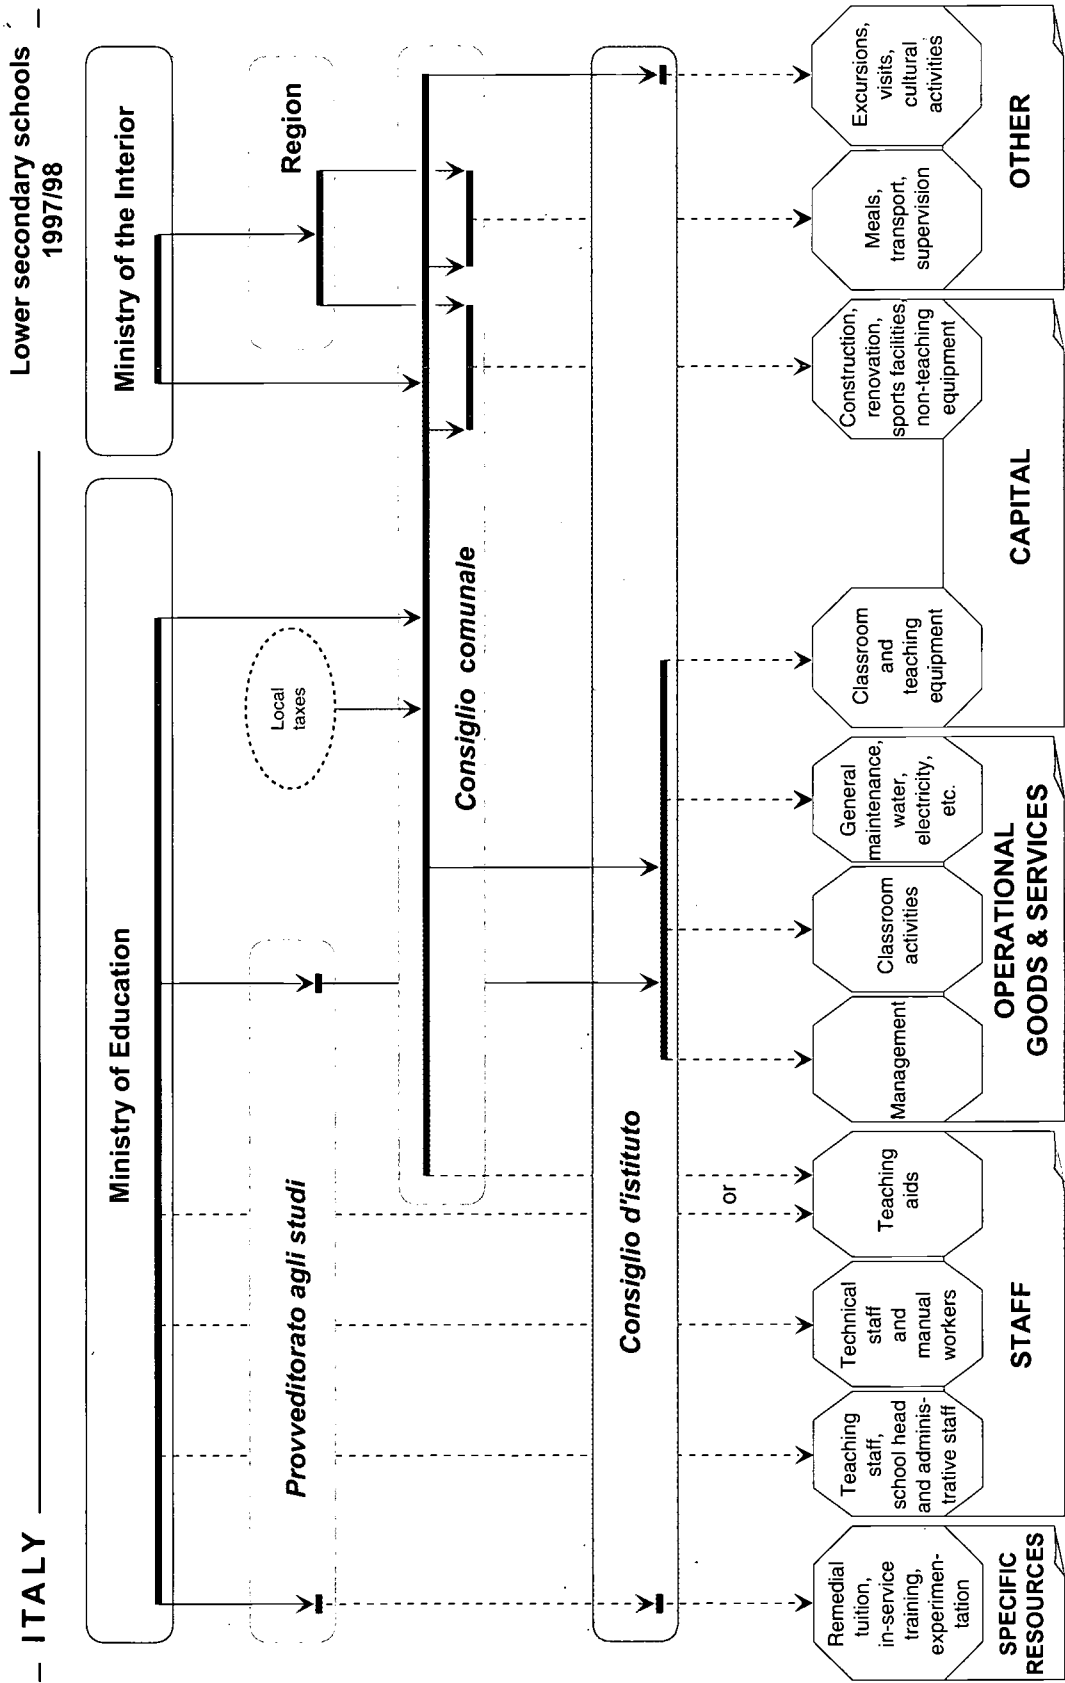 ITALY
Lower secondary schools
1997/98
Ministry of Education
Ministry of the Interior
Provveditorato agli studi
Local
taxes
Region
Consiglio comunale
Consiglio d'istituto
or
Remedial
tuition,
in-service
training,
experimen-
tation
Teaching
staff,
school head
and adminis-
trative staff
Technical
staff
and
manual
workers
Teaching
aids
Management
Classroom
activities
General
maintenance,
water,
electricity,
etc.
Classroom
and
teaching
equipment
Construction,
renovation,
sports facilities,
non-teaching
equipment
Meals,
transport,
supervision
Excursions,
visits,
cultural
activities
SPECIFIC
RESOURCES
STAFF
OPERATIONAL
GOODS & SERVICES
CAPITAL
OTHER